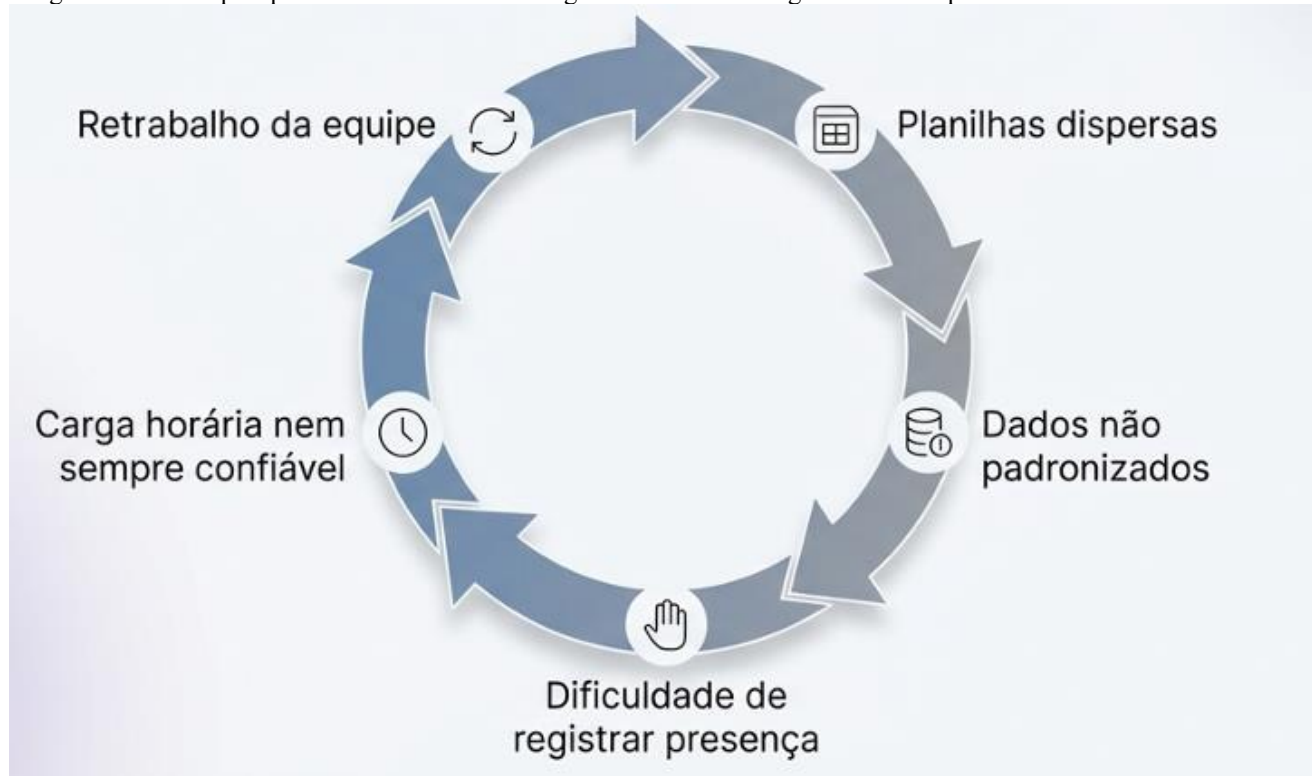 Planilhas dispersas
Dados não
padronizados
Dificuldade de
registrar presença
Carga horária nem
sempre confiável
Retrabalho da equipe